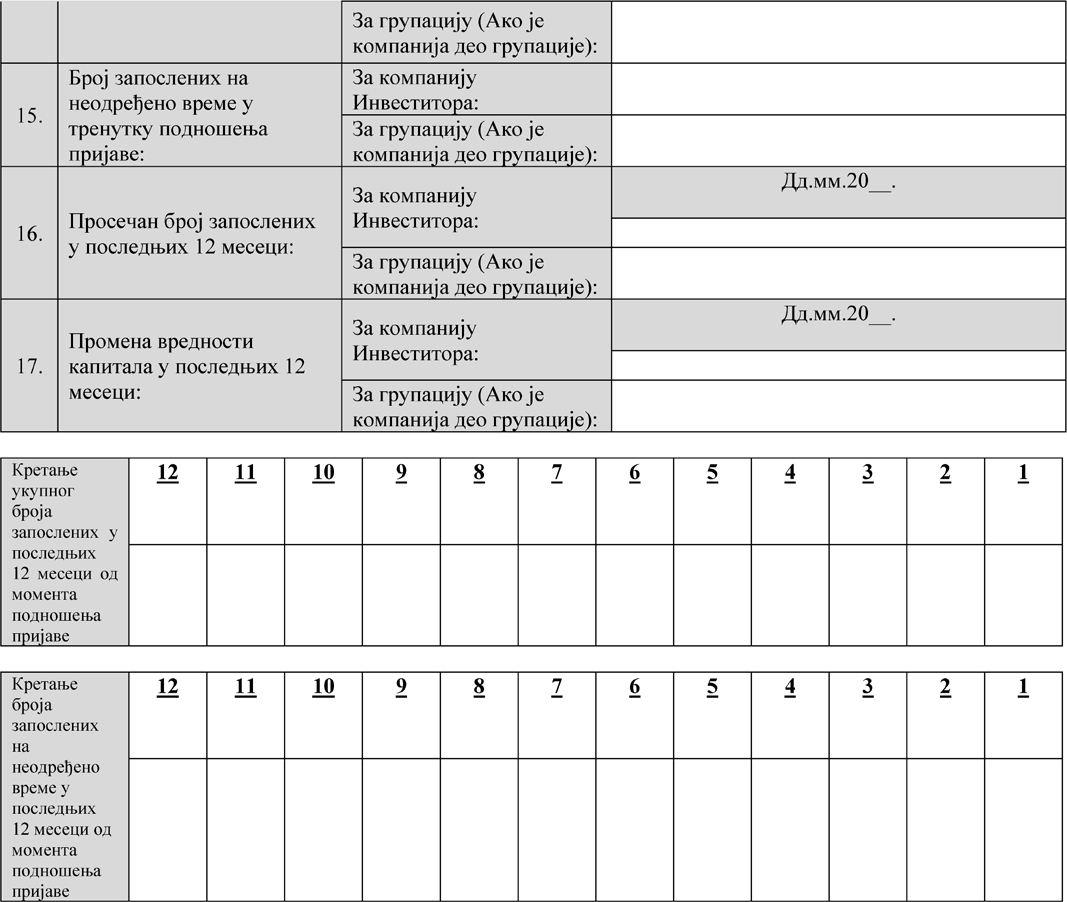 За групацију (Ако је
компанија део групације):
15.
Број запослених на
неодређено време у
тренутку подношења
пријаве:
За компанију
Инвеститора:
За групацију (Ако је
компанија део групације):
16.
Просечан број запослених
у последњих 12 месеци:
За компанију
Инвеститора:
Дд.мм.20__.
За групацију (Ако је
компанија део групације):
17.
Промена вредности
капитала у последњих 12
месеци:
За компанију
Инвеститора:
Дд.мм.20__.
За групацију (Ако је
компанија део групације):
Кретање
укупног
броја
запослених у
последњих
12 месеци од
момента
подношења
пријаве
12 11 10 9 8 7 6 5 4 3 2 1
Кретање
броја
запослених
на
неодређено
време у
последњих
12 месеци од
момента
подношења
пријаве
12 11 10 9 8 7 6 5 4 3 2 1